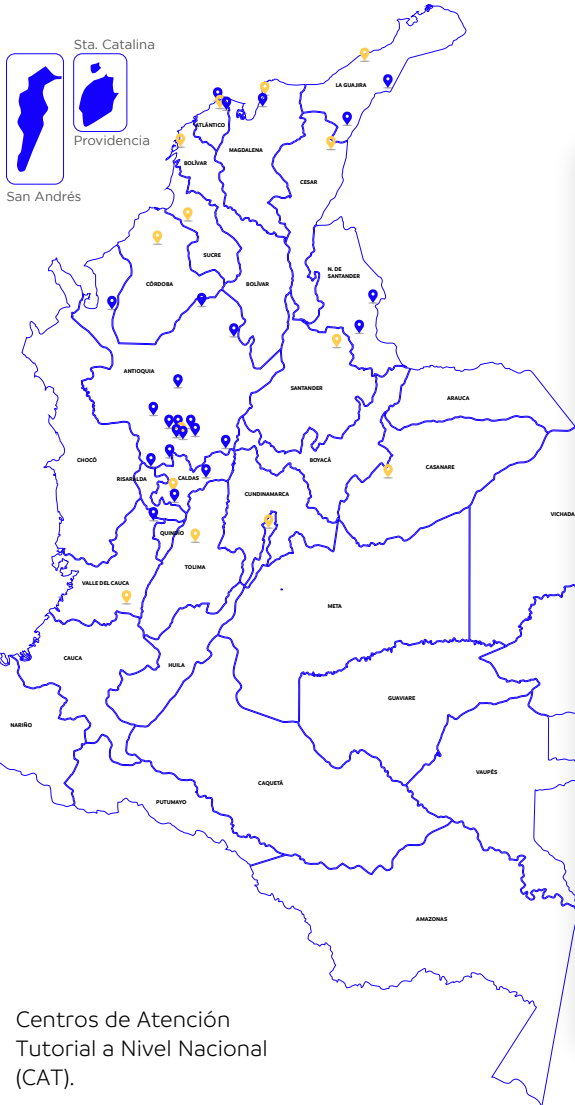 Sta. Catalina
Providencia
San Andrés
LA GUAJIRA
ATLÁNTICO
MAGDALENA
BOLÍVAR
CESAR
SUCRE
N. DE
SANTANDER
CÓRDOBA
BOLÍVAR
ANTIOQUIA
SANTANDER
ARAUCA
CHOCÓ
BOYACÁ
CASANARE
RISARALDA
CALDAS
CUNDINAMARCA
VICHADA
QUINDÍO
TOLIMA
VALLE DEL CAUCA
META
CAUCA
HUILA
GUAVIARE
NARIÑO
VAUPÉS
CAQUETÁ
PUTUMAYO
AMAZONAS
Centros de Atención
Tutorial a Nivel Nacional
(CAT).